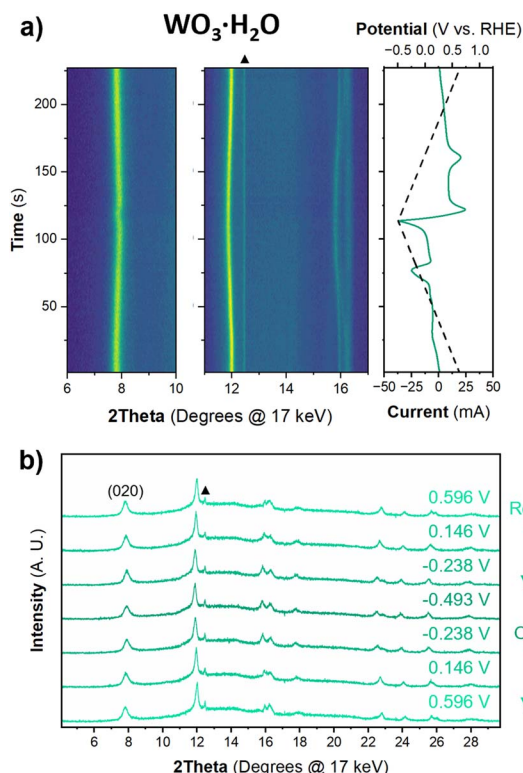 a)
WO₃·H₂O
▲
Potential (V vs. RHE)
−0.5 0.0 0.5 1.0
200
150
100
50
Time (s)
6 8 10
12 14 16
2Theta (Degrees @ 17 keV)
−50 −25 0 25 50
Current (mA)
b)
(020)
▲
0.596 V
0.146 V
-0.238 V
-0.493 V
-0.238 V
0.146 V
0.596 V
Intensity (A. U.)
6 8 10 12 14 16 18 20 22 24 26 28
2Theta (Degrees @ 17 keV)